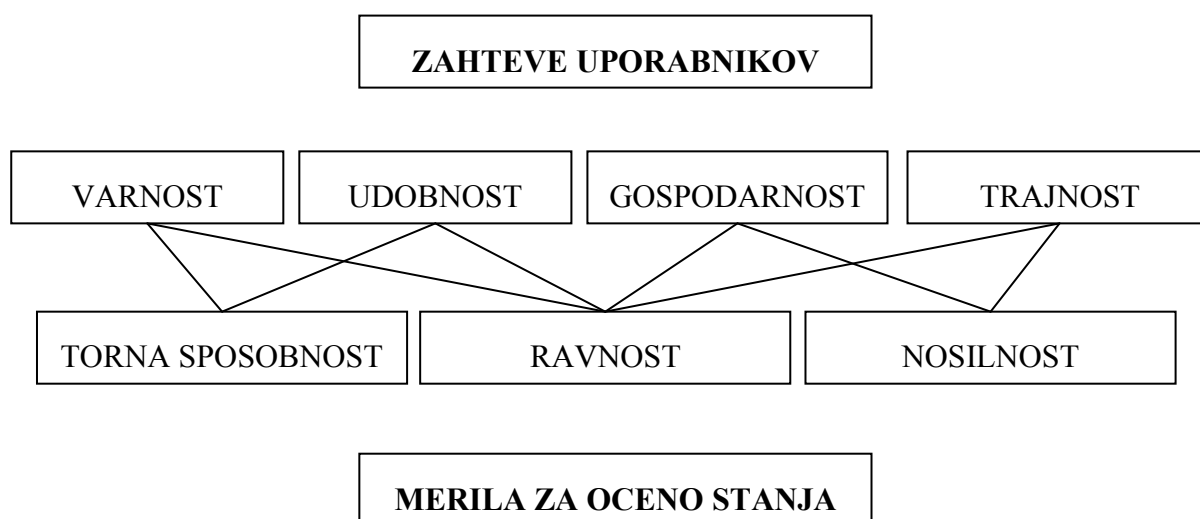 ZAHTEVE UPORABNIKOV
VARNOST UDOBNOST GOSPODARNOST TRAJNOST
TORNA SPOSOBNOST RAVNOST NOSILNOST
MERILA ZA OCENO STANJA